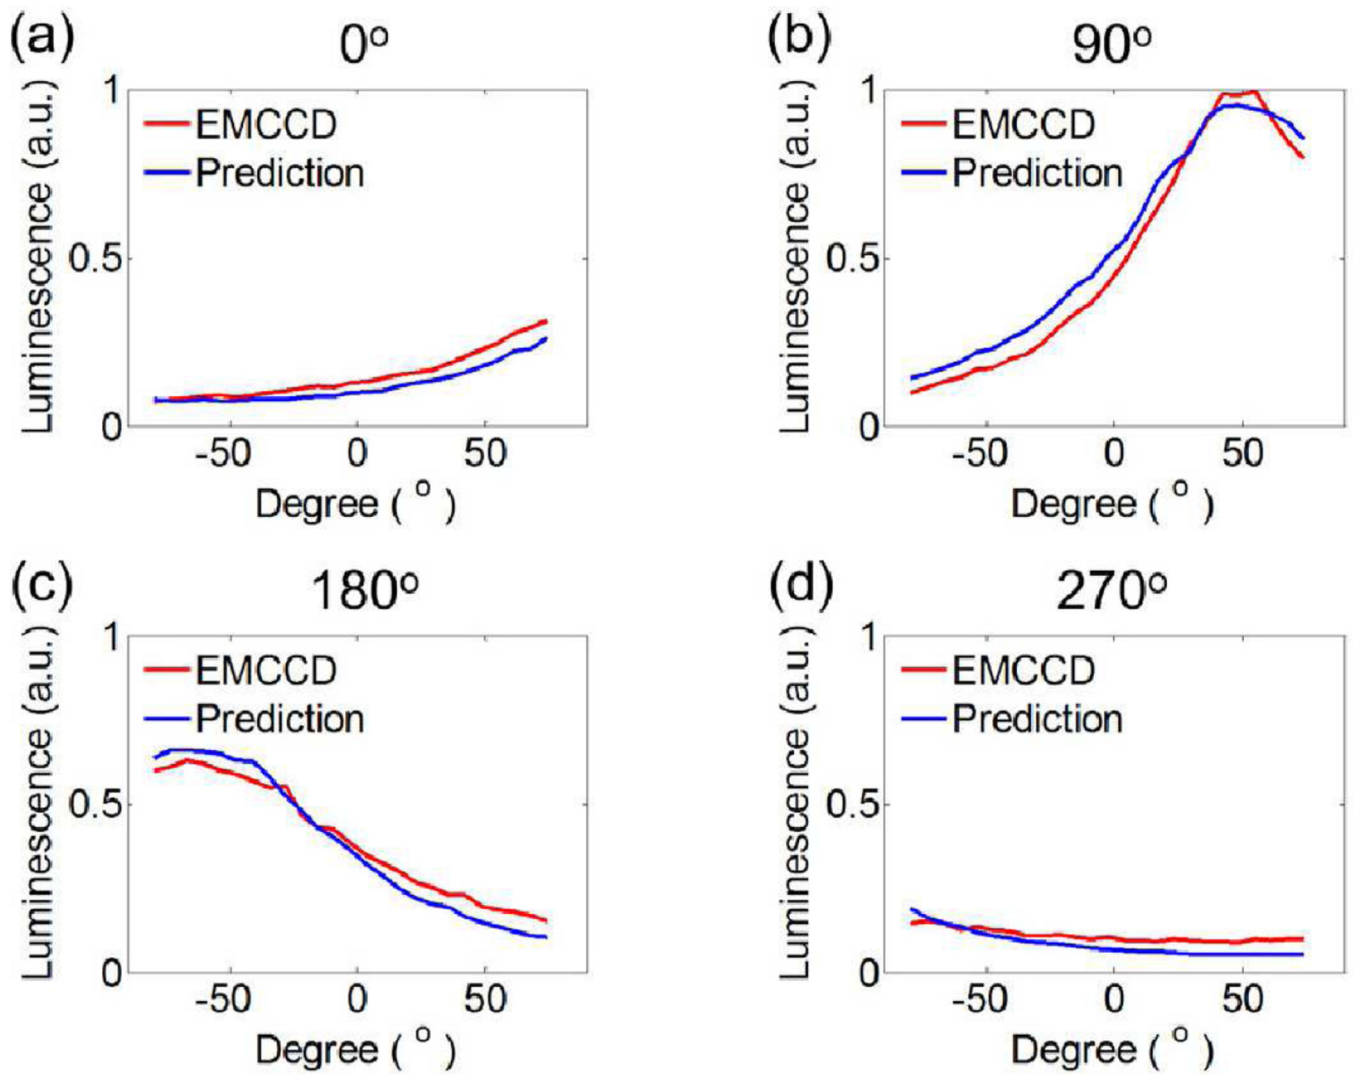 (a) 0°
Luminescence (a.u.)
1
0.5
0
EMCCD
Prediction
-50 0 50
Degree ( ° )
(b) 90°
Luminescence (a.u.)
1
0.5
0
EMCCD
Prediction
-50 0 50
Degree ( ° )
(c) 180°
Luminescence (a.u.)
1
0.5
0
EMCCD
Prediction
-50 0 50
Degree ( ° )
(d) 270°
Luminescence (a.u.)
1
0.5
0
EMCCD
Prediction
-50 0 50
Degree ( ° )